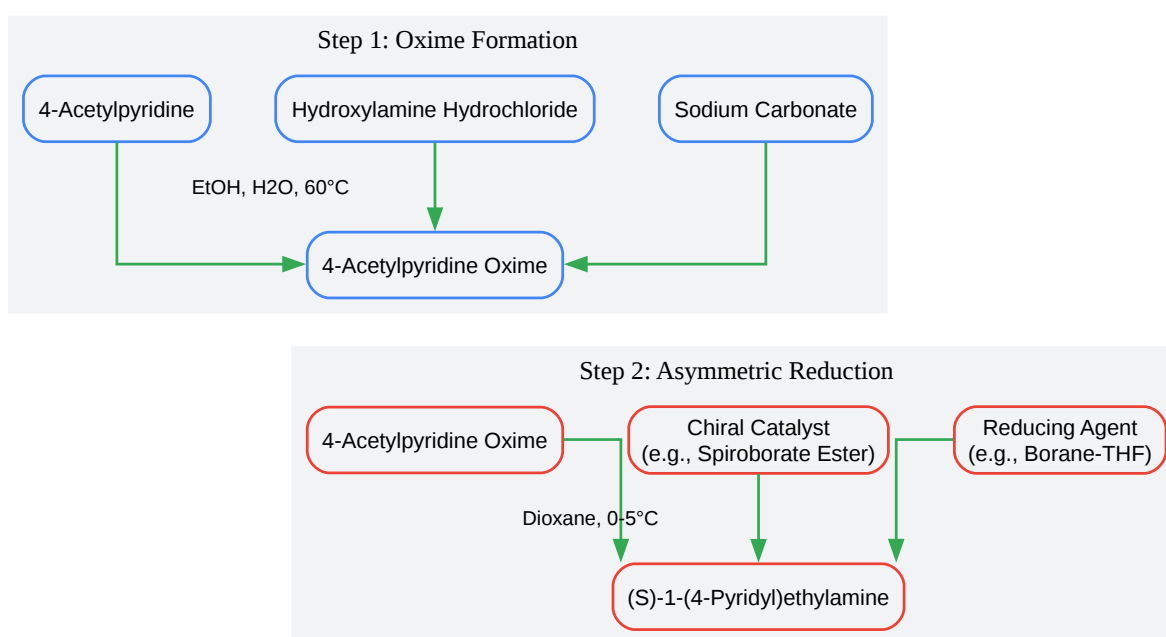 Step 1: Oxime Formation
4-Acetylpyridine
Hydroxylamine Hydrochloride
Sodium Carbonate
EtOH, H2O, 60°C
4-Acetylpyridine Oxime
Step 2: Asymmetric Reduction
4-Acetylpyridine Oxime
Chiral Catalyst
(e.g., Spiroborate Ester)
Reducing Agent
(e.g., Borane-THF)
Dioxane, 0-5°C
(S)-1-(4-Pyridyl)ethylamine